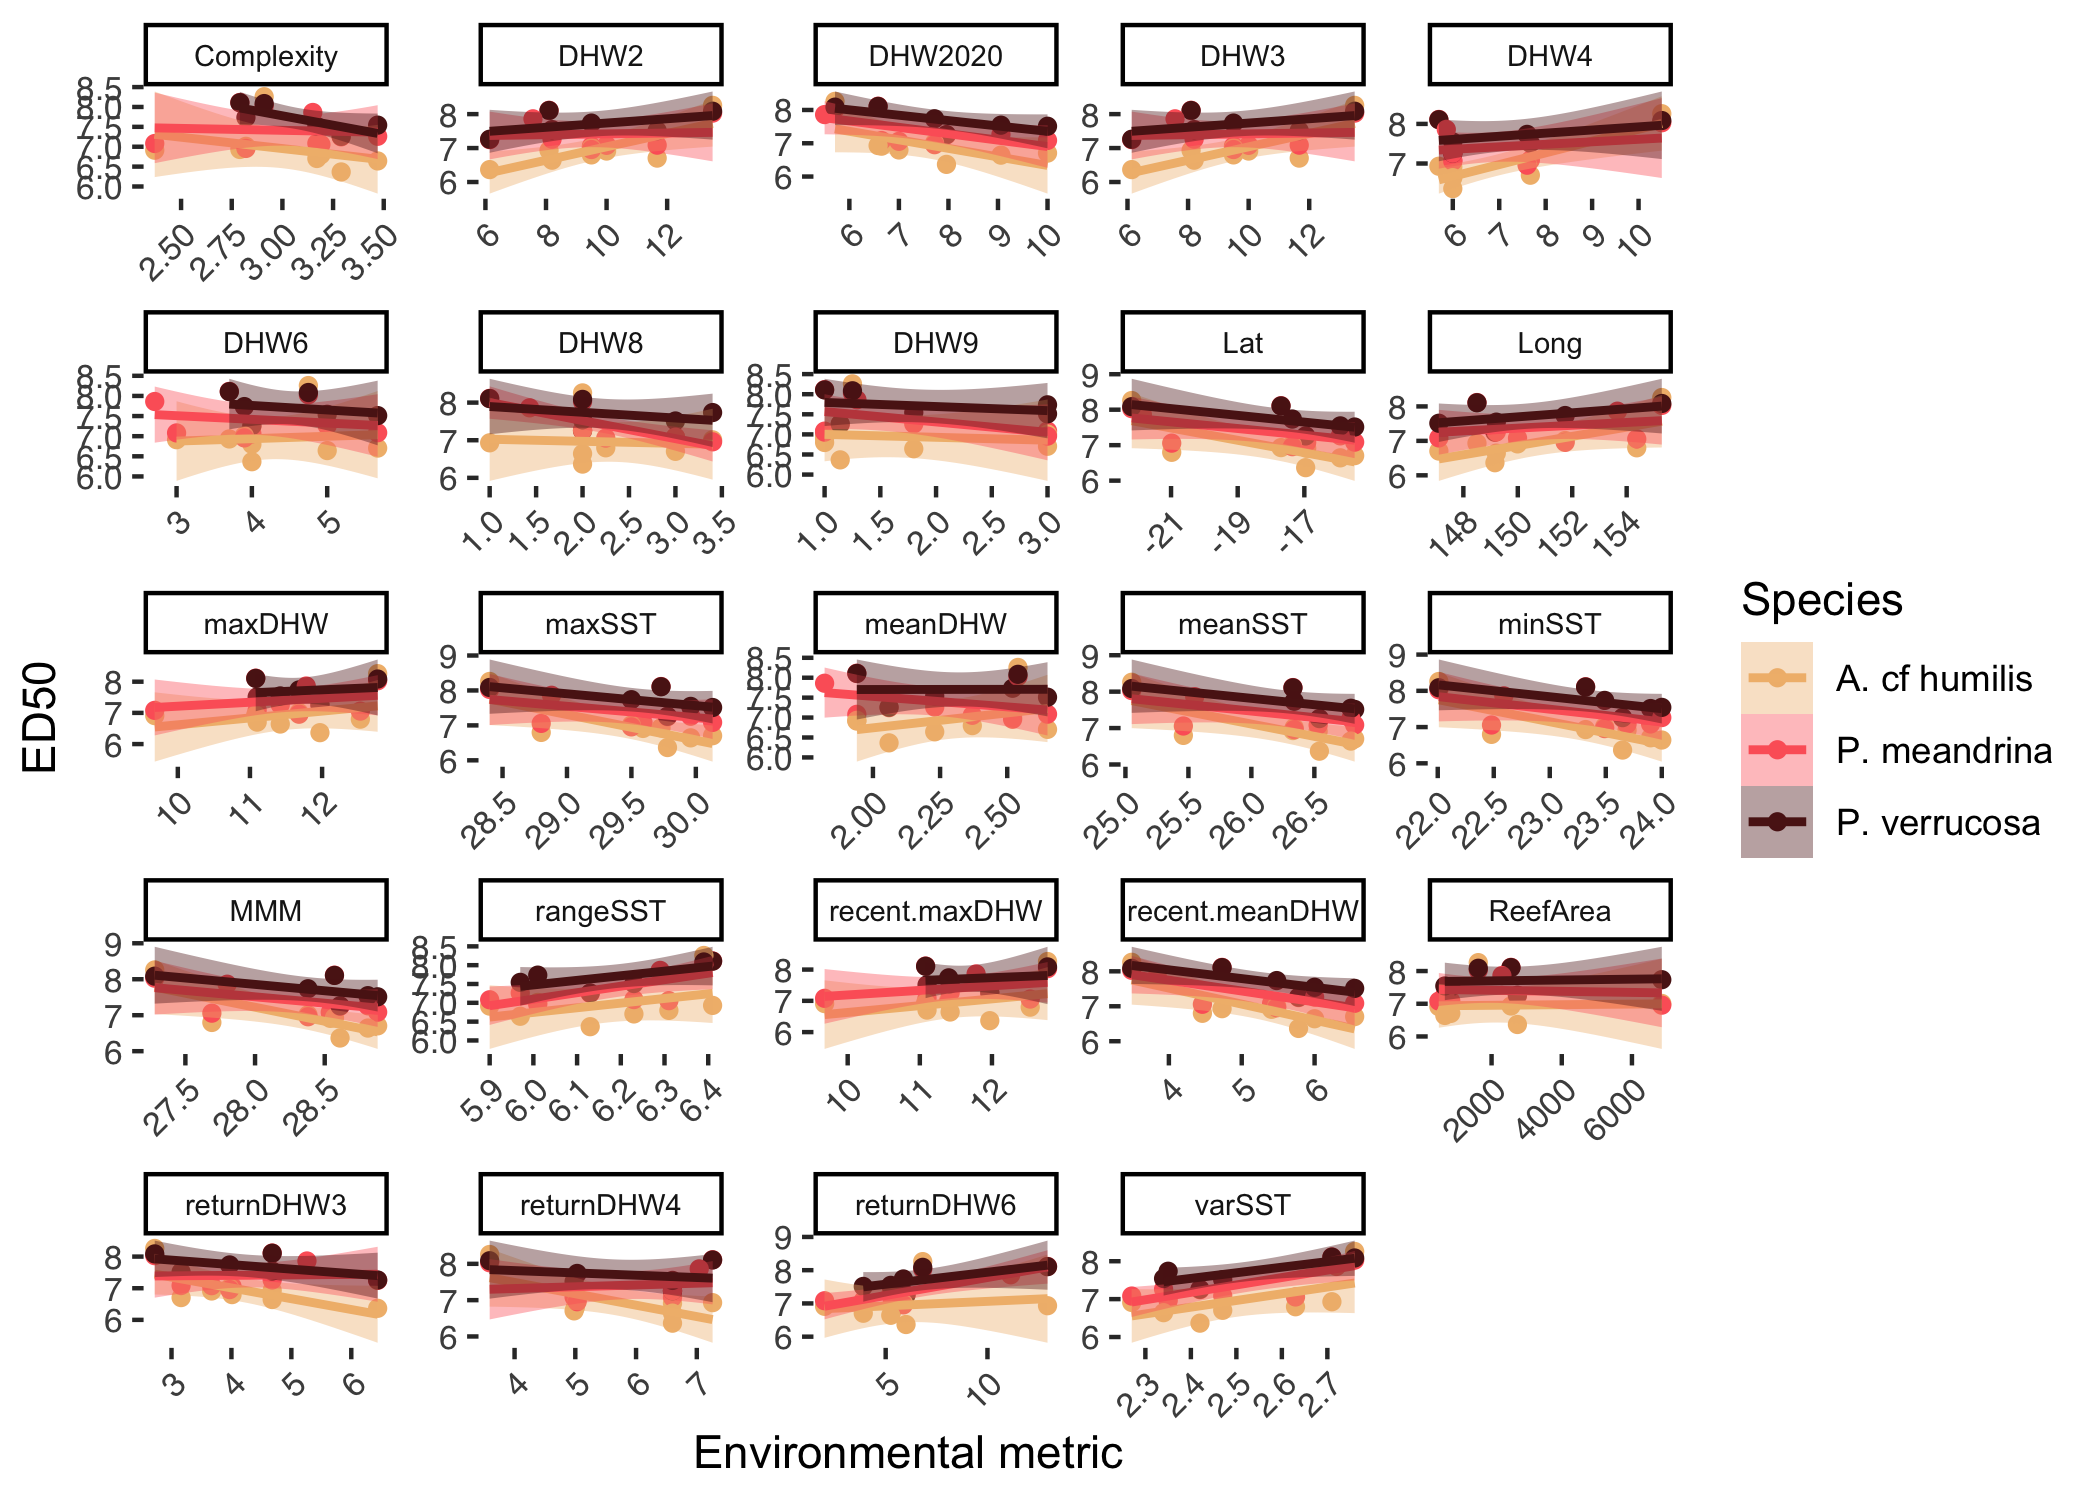 Complexity DHW2 DHW2020 DHW3 DHW4
8.5 8.0 7.5 7.0 6.5 6.0
8 7 6
8 7 6
8 7 6
8 7
2.50 2.75 3.00 3.25 3.50
6 8 10 12
6 7 8 9 10
6 8 10 12
6 7 8 9 10
DHW6 DHW8 DHW9 Lat Long
8.5 8.0 7.5 7.0 6.5 6.0
8 7 6
8.5 8.0 7.5 7.0 6.5 6.0
9 8 7 6
8 7 6
3 4 5
1.0 1.5 2.0 2.5 3.0 3.5
1.0 1.5 2.0 2.5 3.0
-21 -19 -17
148 150 152 154
maxDHW maxSST meanDHW meanSST minSST
8 7 6
9 8 7 6
8.5 8.0 7.5 7.0 6.5 6.0
9 8 7 6
9 8 7 6
10 11 12
28.5 29.0 29.5 30.0
2.00 2.25 2.50
25.0 25.5 26.0 26.5
22.0 22.5 23.0 23.5 24.0
MMM rangeSST recent.maxDHW recent.meanDHW ReefArea
9 8 7 6
8.5 8.0 7.5 7.0 6.5 6.0
8 7 6
8 7 6
8 7 6
27.5 28.0 28.5
5.9 6.0 6.1 6.2 6.3 6.4
10 11 12
4 5 6
2000 4000 6000
returnDHW3 returnDHW4 returnDHW6 varSST
8 7 6
8 7 6
9 8 7 6
8 7 6
3 4 5 6
4 5 6 7
5 10
2.3 2.4 2.5 2.6 2.7
ED50
Environmental metric
Species
A. cf humilis
P. meandrina
P. verrucosa